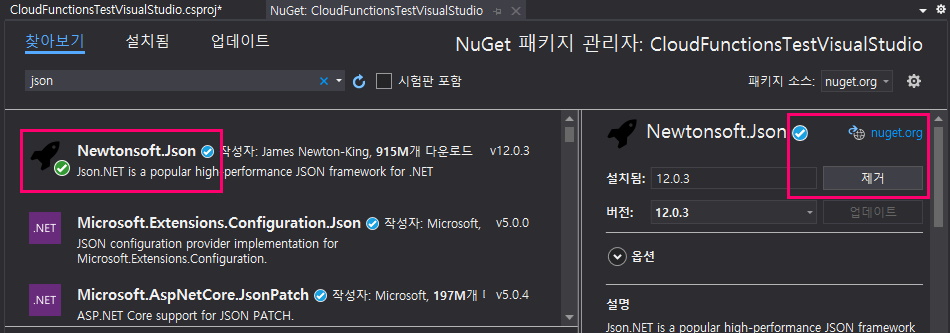 CloudFunctionsTestVisualStudio.csproj*
NuGet: CloudFunctionsTestVisualStudio
찾아보기 설치됨 업데이트
NuGet 패키지 관리자: CloudFunctionsTestVisualStudio
json
시험판 포함
패키지 소스: nuget.org
Newtonsoft.Json 작성자: James Newton-King, 915M개 다운로드 v12.0.3
Json.NET is a popular high-performance JSON framework for .NET
.NET
Microsoft.Extensions.Configuration.Json 작성자: Microsoft, v5.0.0
JSON configuration provider implementation for
Microsoft.Extensions.Configuration.
.NET
Microsoft.AspNetCore.JsonPatch 작성자: Microsoft, 197M개 v5.0.4
ASP.NET Core support for JSON PATCH.
Newtonsoft.Json nuget.org
설치됨: 12.0.3 제거
버전: 12.0.3 업데이트
옵션
설명
Json.NET is a popular high-performance JSON framework